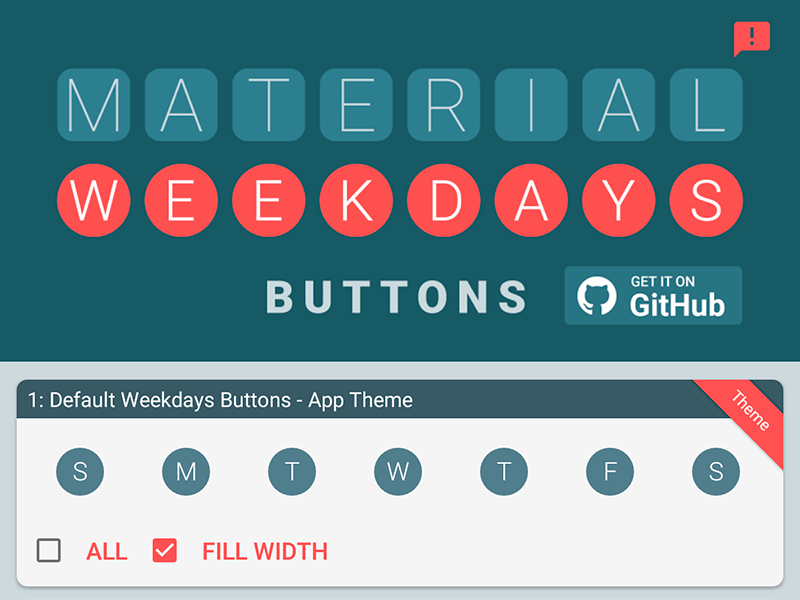 !
MATERIAL
WEEKDAYS
BUTTONS
GET IT ON
GitHub
1: Default Weekdays Buttons - App Theme
Theme
S M T W T F S
ALL FILL WIDTH